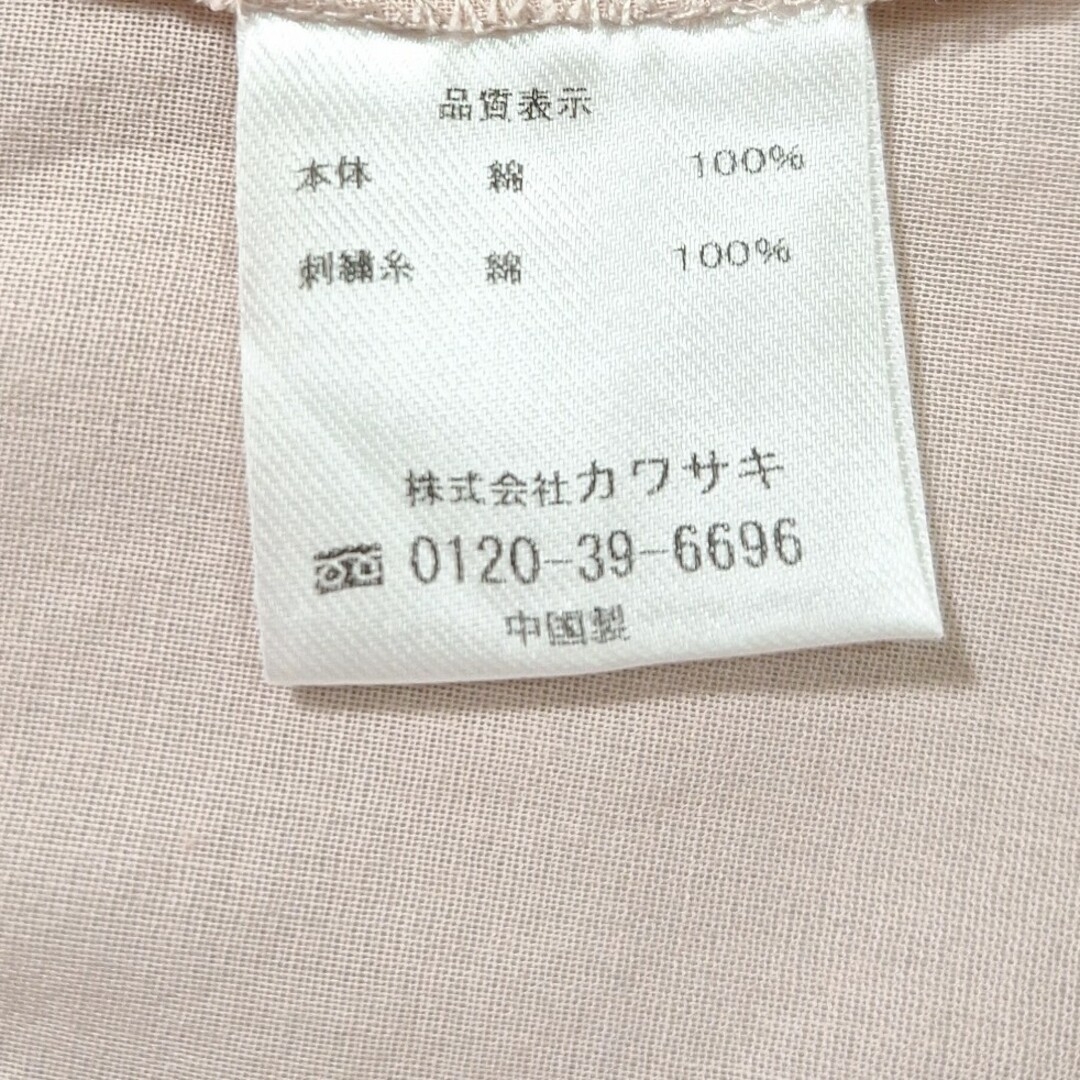 品質表示
本体 綿 100%
刺繍糸 綿 100%
株式会社カワサキ
0120-39-6696
中国製